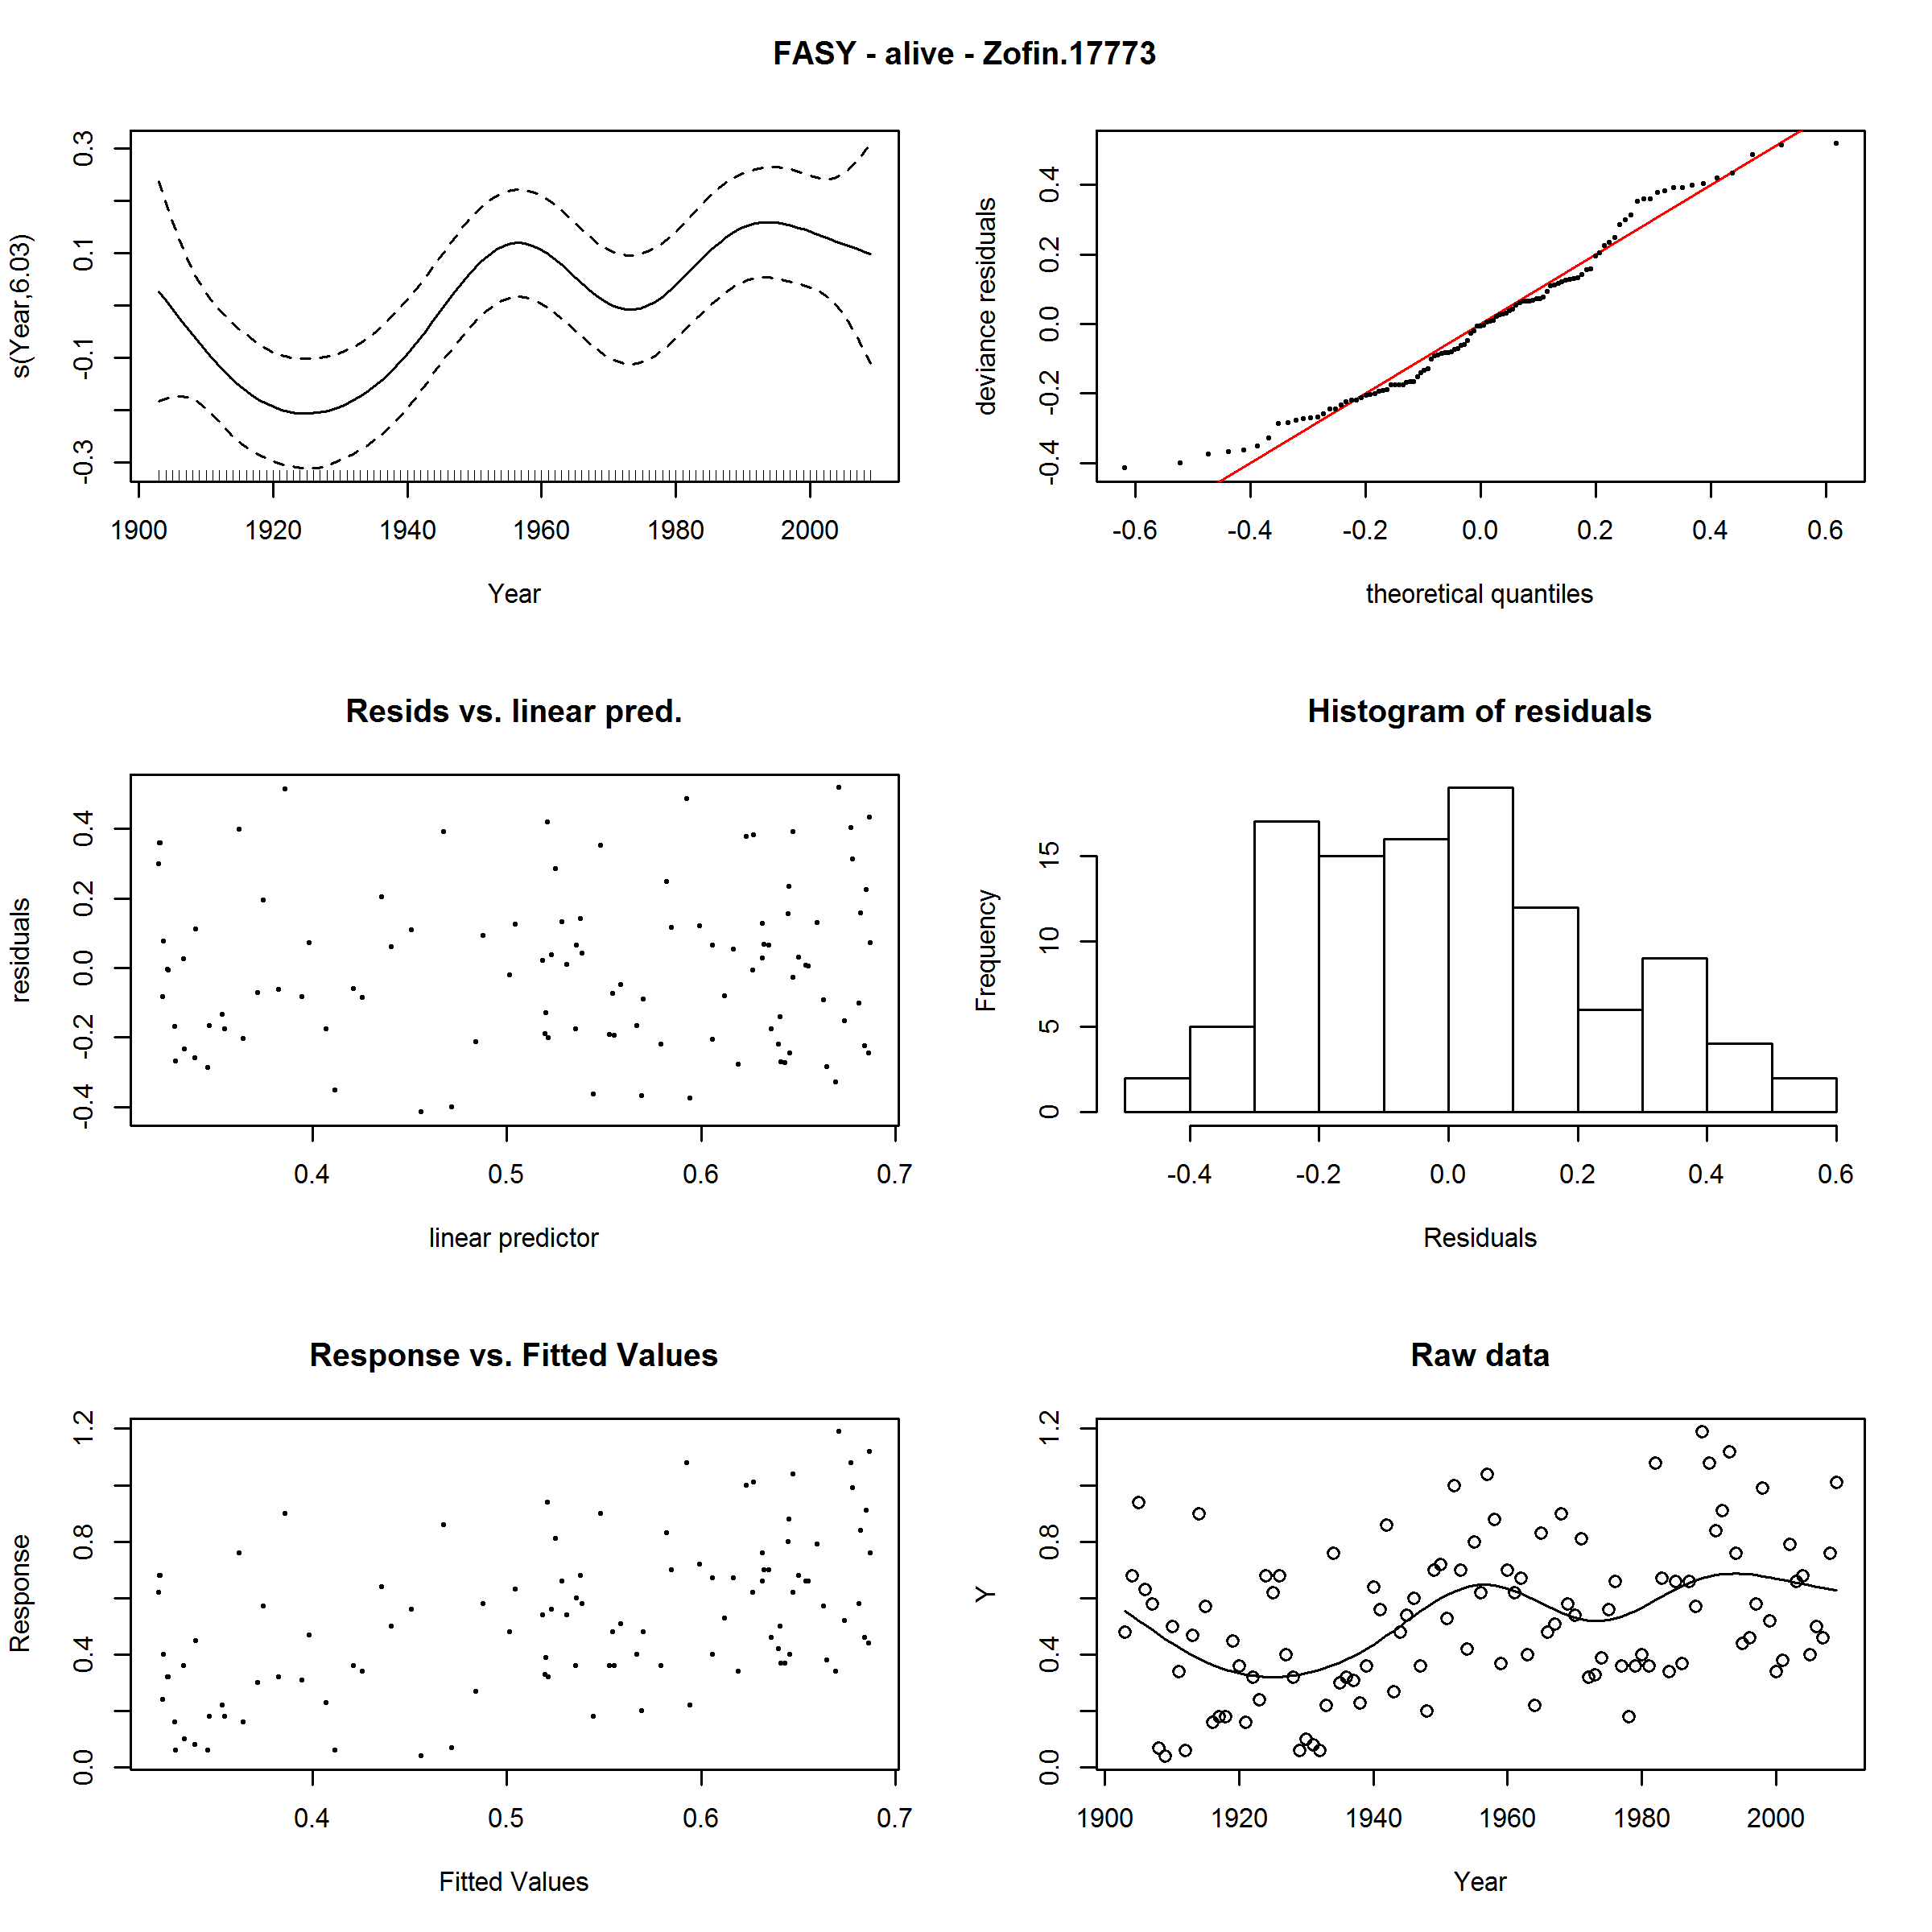 FASY - alive - Zofin.17773
s(Year,6.03)
-0.3 -0.1 0.1 0.3
1900 1920 1940 1960 1980 2000
Year
deviance residuals
-0.4 -0.2 0.0 0.2 0.4
-0.6 -0.4 -0.2 0.0 0.2 0.4 0.6
theoretical quantiles
Resids vs. linear pred.
residuals
-0.4 -0.2 0.0 0.2 0.4
0.4 0.5 0.6 0.7
linear predictor
Histogram of residuals
Frequency
0 5 10 15
-0.4 -0.2 0.0 0.2 0.4 0.6
Residuals
Response vs. Fitted Values
Response
0.0 0.4 0.8 1.2
0.4 0.5 0.6 0.7
Fitted Values
Raw data
Y
0.0 0.4 0.8 1.2
1900 1920 1940 1960 1980 2000
Year